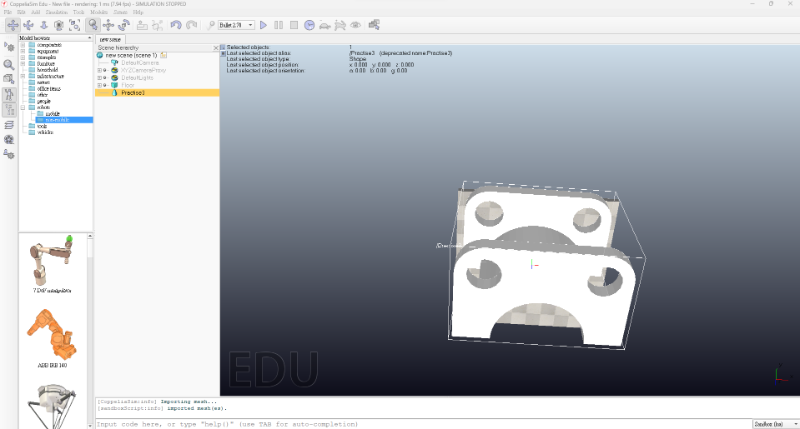 CoppeliaSim Edu - New file - rendering: 1 ms (7.94 fps) - SIMULATION STOPPED
File Edit Add Simulation Tools Modules Scenes Help
Bullet 2.78
Model browser
components
equipment
examples
furniture
household
infrastructure
nature
office items
other
people
robots
mobile
non-mobile
tools
vehicles
7 DoF manipulator
ABB IRB 140
new scene
Scene hierarchy
new scene (scene 1)
DefaultCamera
XYZCameraProxy
DefaultLights
Floor
Practise3
Selected objects: 1
Last selected object alias: /Practise3 (deprecated name: Practise3)
Last selected object type Shape
Last selected object position x: 0.000 y: 0.000 z: 0.000
Last selected object orientation a: 0.00 b: 0.00 g: 0.00
EDU
[CoppeliaSim:info] Importing mesh...
[sandboxScript:info] imported mesh(es).
Input code here, or type "help()" (use TAB for auto-completion)
Sandbox (lua)